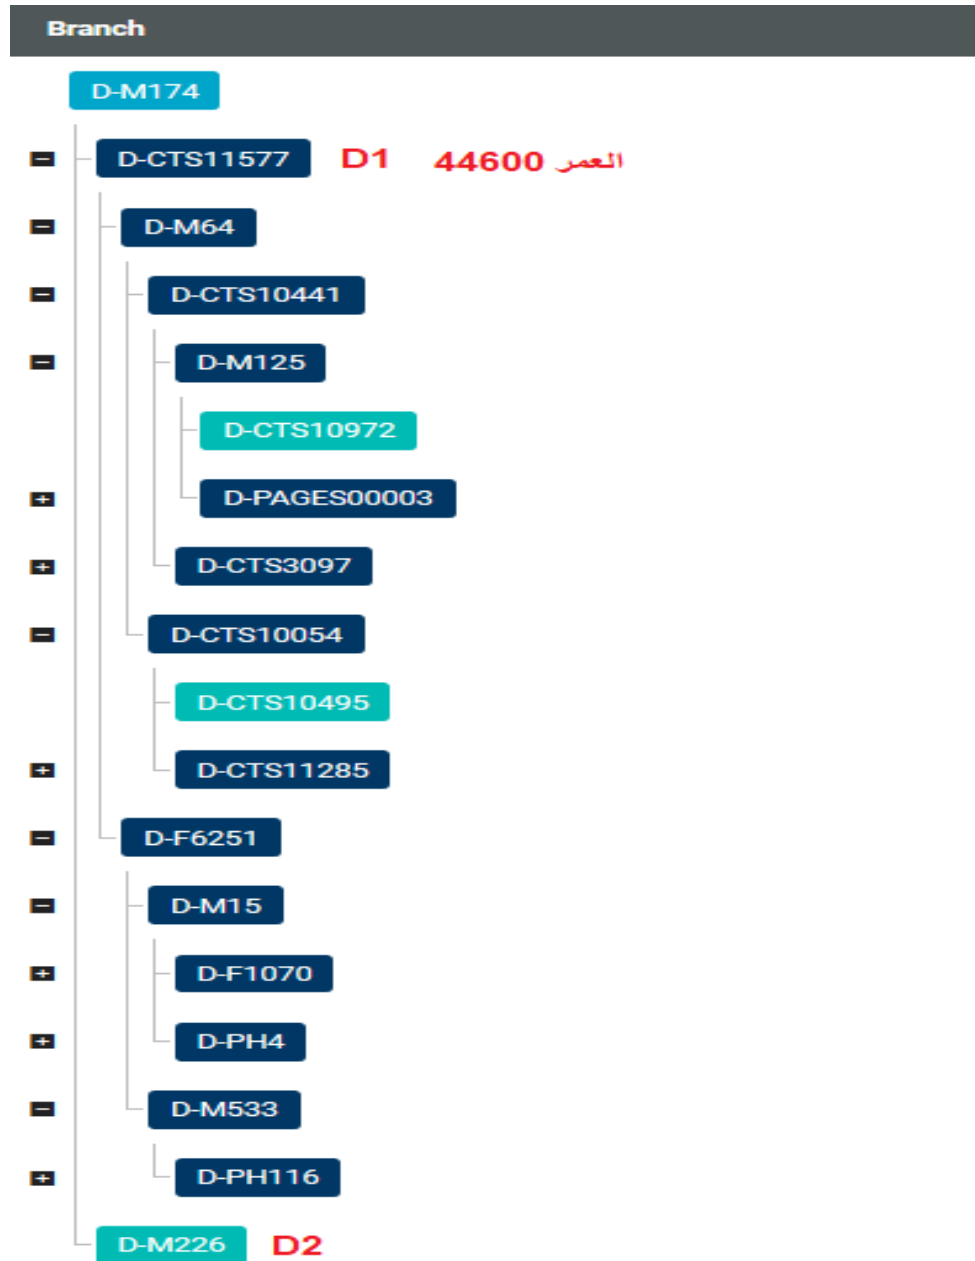 Branch
D-M174
D-CTS11577 D1 44600 العمر
D-M64
D-CTS10441
D-M125
D-CTS10972
D-PAGES00003
D-CTS3097
D-CTS10054
D-CTS10495
D-CTS11285
D-F6251
D-M15
D-F1070
D-PH4
D-M533
D-PH116
D-M226 D2